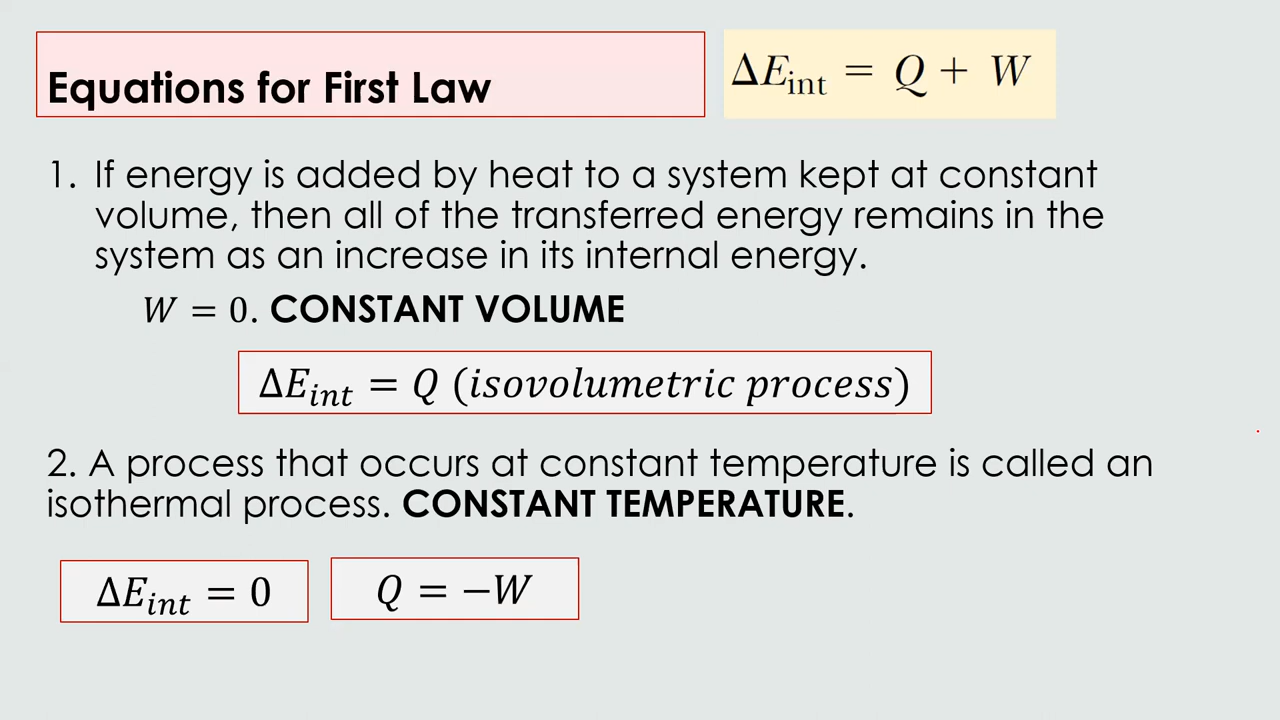 Equations for First Law
ΔE_int = Q + W
1. If energy is added by heat to a system kept at constant
volume, then all of the transferred energy remains in the
system as an increase in its internal energy.
W = 0. CONSTANT VOLUME
ΔE_int = Q (isovolumetric process)
2. A process that occurs at constant temperature is called an
isothermal process. CONSTANT TEMPERATURE.
ΔE_int = 0
Q = −W